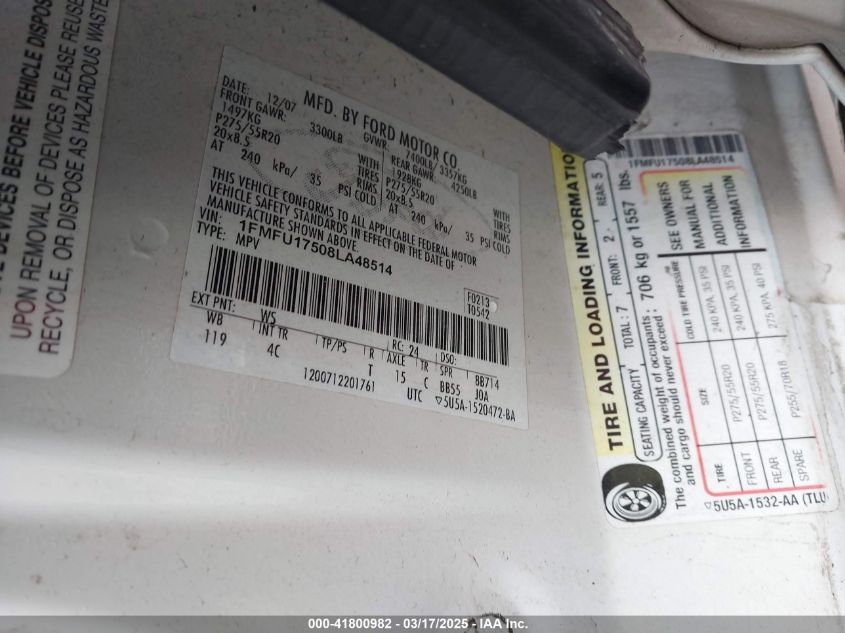 E DEVICES BEFORE VEHICLE DISPOS
UPON REMOVAL OF DEVICES PLEASE REUSE
RECYCLE, OR DISPOSE AS HAZARDOUS WASTE
MFD. BY FORD MOTOR CO.
DATE: 12/07 GVWR: 7400LB/ 3357KG
FRONT GAWR: 3300LB REAR GAWR: 4250LB
1497KG WITH 1928KG WITH
P275/55R20 TIRES P275/55R20 TIRES
20x8.5 RIMS 20x8.5 RIMS
AT 240 kPa/ 35 PSI COLD AT 240 kPa/ 35 PSI COLD
THIS VEHICLE CONFORMS TO ALL APPLICABLE FEDERAL MOTOR
VEHICLE SAFETY STANDARDS IN EFFECT ON THE DATE OF
MANUFACTURE SHOWN ABOVE.
VIN: 1FMFU17508LA48514
TYPE: MPV
F0213
T0542
EXT PNT: WS RC: 24 DSO:
WB INT TR TP/PS R AXLE TR SPR BB714
119 4C T 15 C BB55 JOA
1200712201761 UTC 5U5A-1520472-BA
1FMFU17508LA48514
TIRE AND LOADING INFORMATION
SEATING CAPACITY TOTAL: 7 FRONT: 2 REAR: 5
The combined weight of occupants
and cargo should never exceed : 706 kg or 1557 lbs.
TIRE SIZE COLD TIRE PRESSURE SEE OWNERS
FRONT P275/55R20 240 KPA, 35 PSI MANUAL FOR
REAR P275/55R20 240 KPA, 35 PSI ADDITIONAL
SPARE P255/70R18 275 KPA, 40 PSI INFORMATION
5U5A-1532-AA (TLU
000-41800982 - 03/17/2025 - IAA Inc.